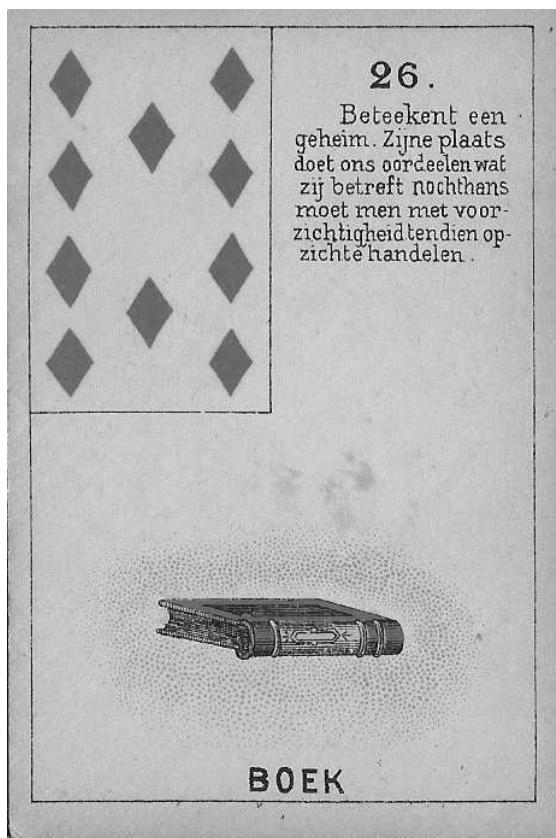 26.
Beteekent een
geheim. Zijne plaats
doet ons oordeelen wat
zij betreft nochthans
moet men met voor-
zichtigheid tendien op-
zichte handelen.
BOEK